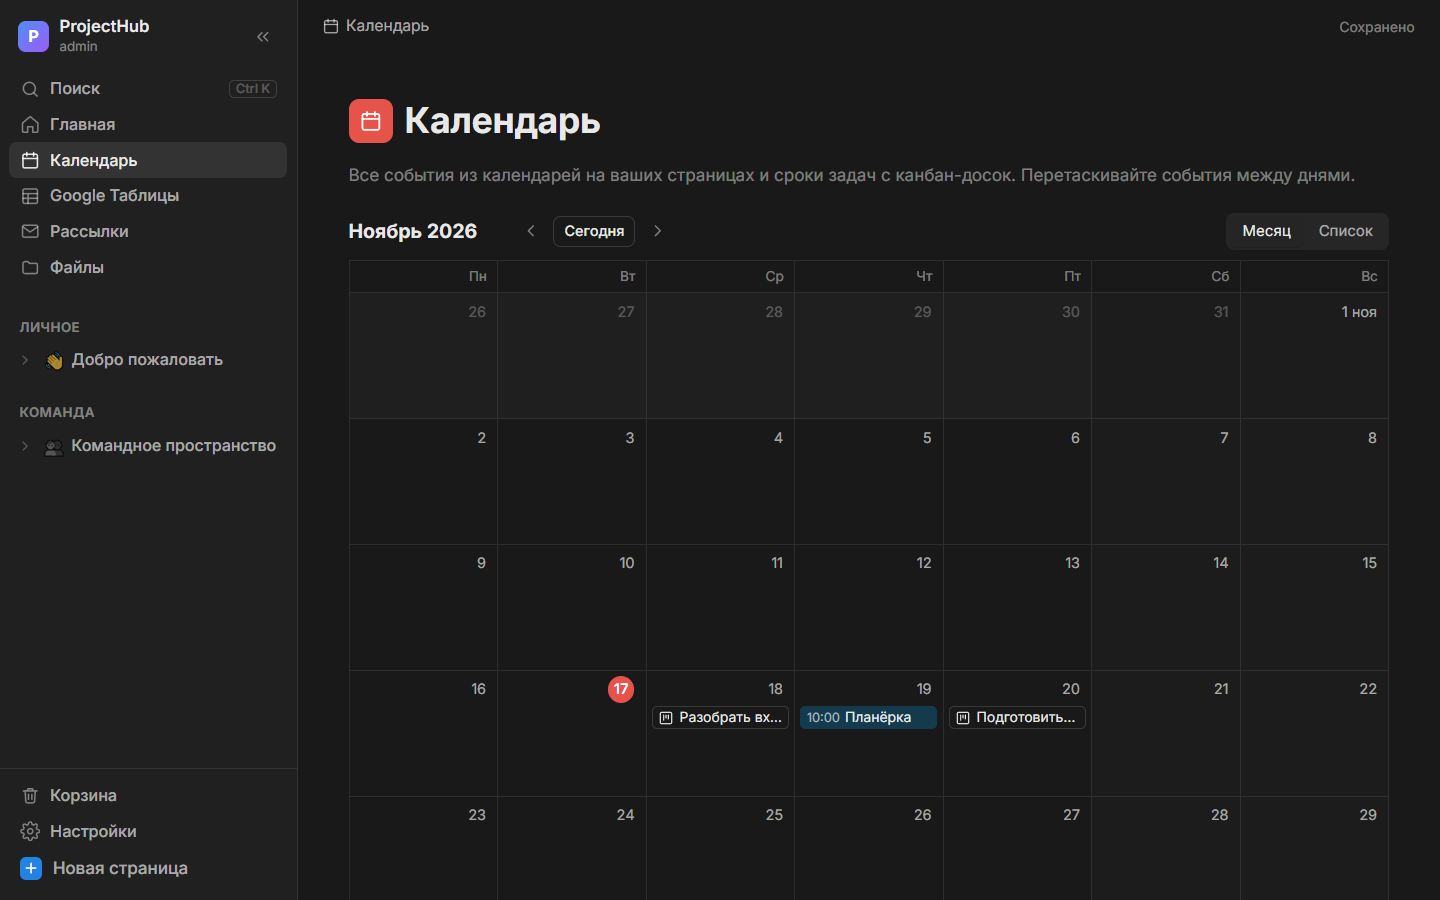 P
ProjectHub
admin
Поиск
Ctrl K
Главная
Календарь
Google Таблицы
Рассылки
Файлы
ЛИЧНОЕ
Добро пожаловать
КОМАНДА
Командное пространство
Корзина
Настройки
Новая страница
Календарь
Сохранено
Календарь
Все события из календарей на ваших страницах и сроки задач с канбан-досок. Перетаскивайте события между днями.
Ноябрь 2026
Сегодня
Месяц Список
Пн Вт Ср Чт Пт Сб Вс
26 27 28 29 30 31 1 ноя
2 3 4 5 6 7 8
9 10 11 12 13 14 15
16 17 18 19 20 21 22
Разобрать вх... 10:00 Планёрка Подготовить...
23 24 25 26 27 28 29